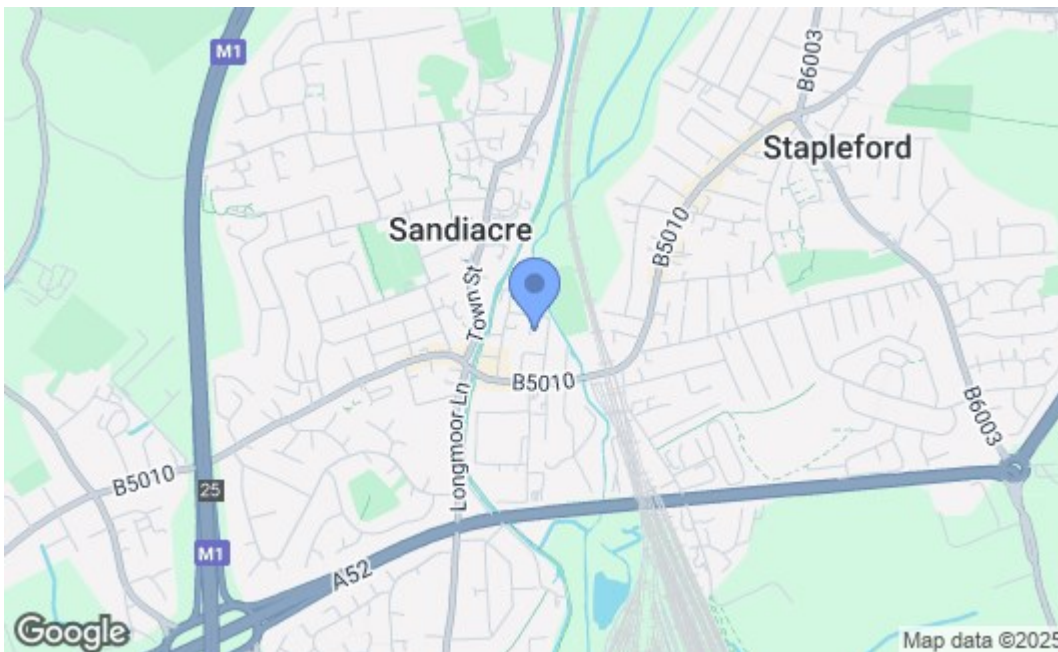 M1
B6003
Stapleford
Sandiacre
B5010
Town St
B5010
Longmoor Ln
B6003
B5010
25
M1
A52
Google
Map data ©2025